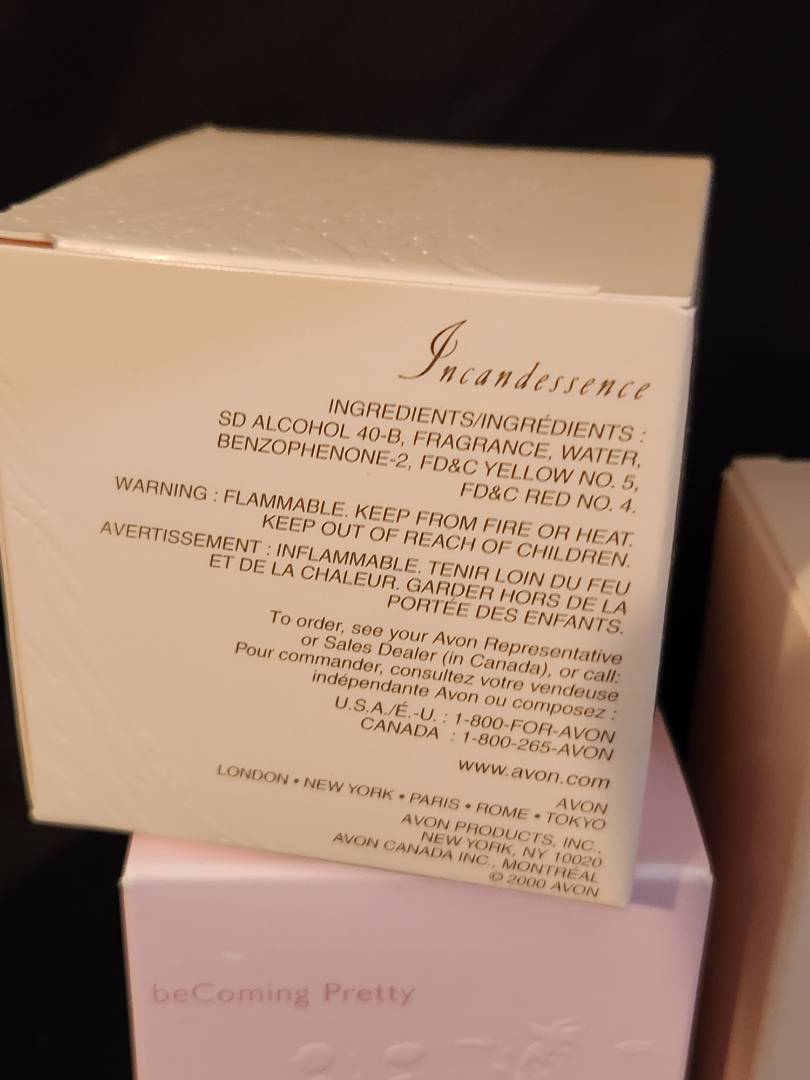 Incandessence
INGREDIENTS/INGRÉDIENTS :
SD ALCOHOL 40-B, FRAGRANCE, WATER,
BENZOPHENONE-2, FD&C YELLOW NO. 5,
FD&C RED NO. 4.
WARNING : FLAMMABLE. KEEP FROM FIRE OR HEAT.
KEEP OUT OF REACH OF CHILDREN.
AVERTISSEMENT : INFLAMMABLE. TENIR LOIN DU FEU
ET DE LA CHALEUR. GARDER HORS DE LA
PORTÉE DES ENFANTS.
To order, see your Avon Representative
or Sales Dealer (in Canada), or call:
Pour commander, consultez votre vendeuse
indépendante Avon ou composez :
U.S.A./É.-U. : 1-800-FOR-AVON
CANADA : 1-800-265-AVON
www.avon.com
AVON
LONDON • NEW YORK • PARIS • ROME • TOKYO
AVON PRODUCTS, INC.,
NEW YORK, NY 10020
AVON CANADA INC., MONTRÉAL
© 2000 AVON
beComing Pretty